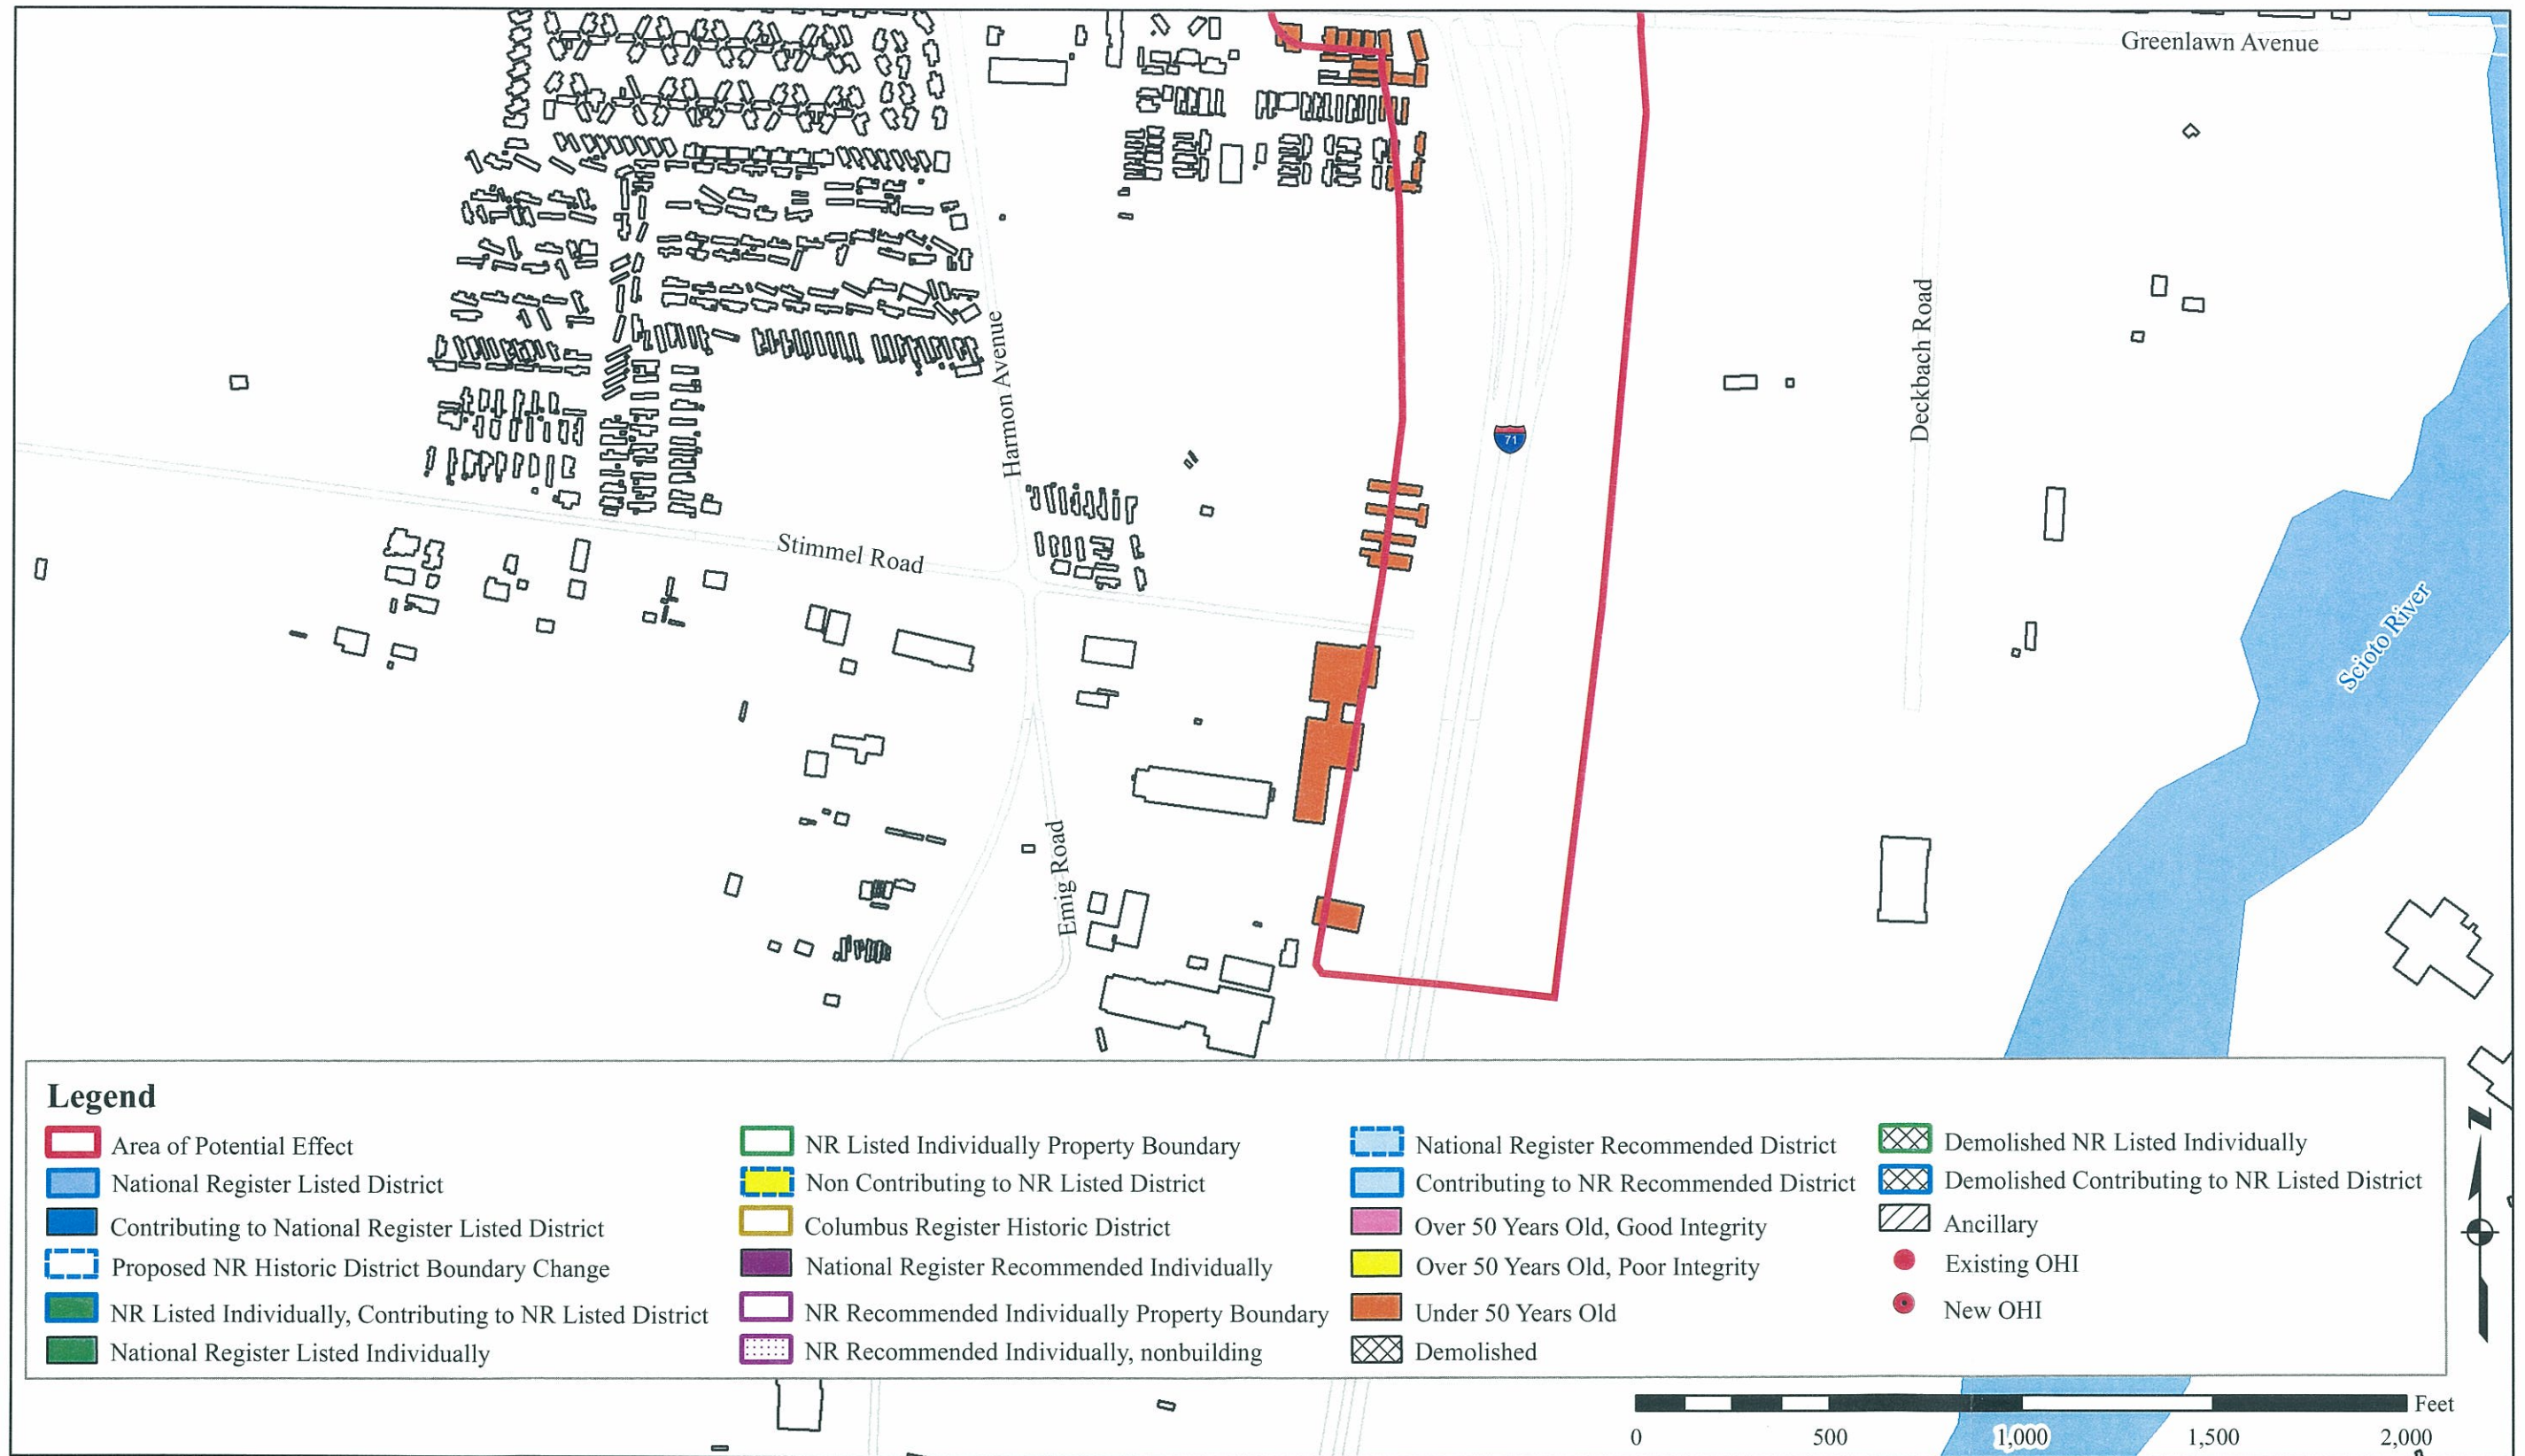 Greenlawn Avenue
Deckbach Road
Harmon Avenue
71
Stimmel Road
Scioto River
Emig Road
Legend
Area of Potential Effect
National Register Listed District
Contributing to National Register Listed District
Proposed NR Historic District Boundary Change
NR Listed Individually, Contributing to NR Listed District
National Register Listed Individually
NR Listed Individually Property Boundary
Non Contributing to NR Listed District
Columbus Register Historic District
National Register Recommended Individually
NR Recommended Individually Property Boundary
NR Recommended Individually, nonbuilding
National Register Recommended District
Contributing to NR Recommended District
Over 50 Years Old, Good Integrity
Over 50 Years Old, Poor Integrity
Under 50 Years Old
Demolished
Demolished NR Listed Individually
Demolished Contributing to NR Listed District
Ancillary
Existing OHI
New OHI
N
Feet
0 500 1,000 1,500 2,000